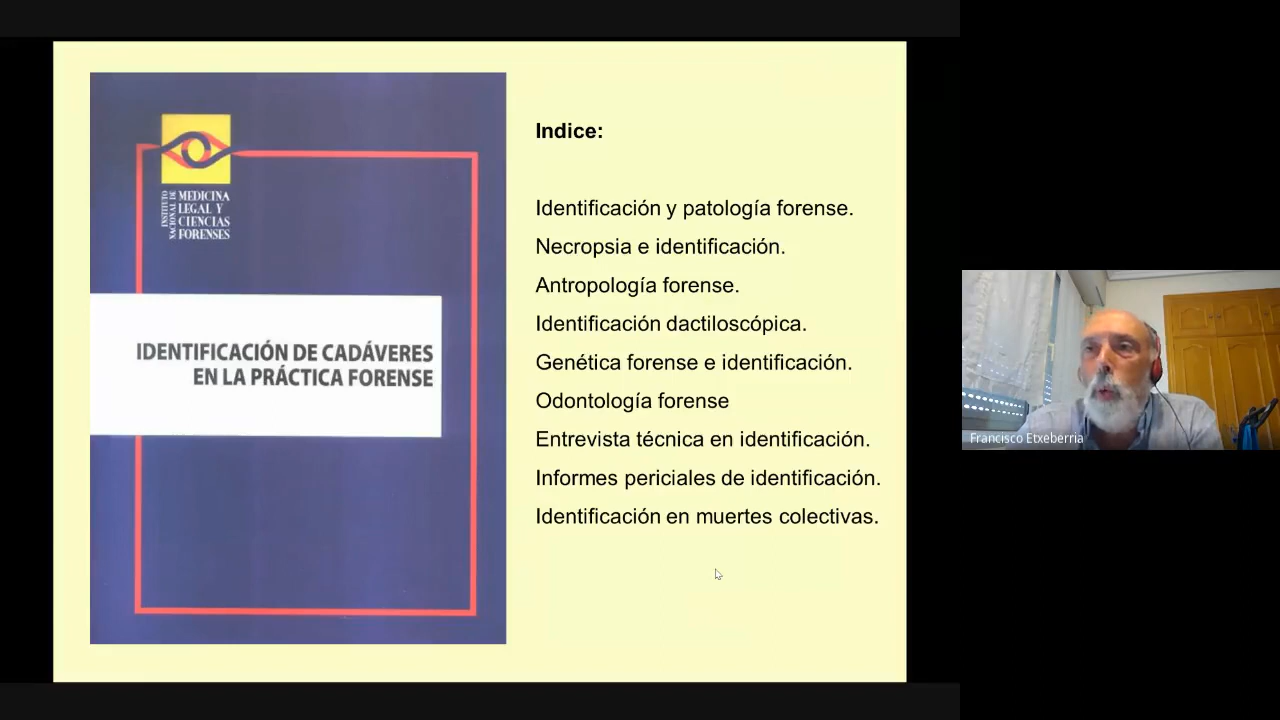 INSTITUTO
NACIONAL DE
MEDICINA
LEGAL Y
CIENCIAS
FORENSES
IDENTIFICACIÓN DE CADÁVERES
EN LA PRÁCTICA FORENSE
Indice:
Identificación y patología forense.
Necropsia e identificación.
Antropología forense.
Identificación dactiloscópica.
Genética forense e identificación.
Odontología forense
Entrevista técnica en identificación.
Informes periciales de identificación.
Identificación en muertes colectivas.
Francisco Etxeberria